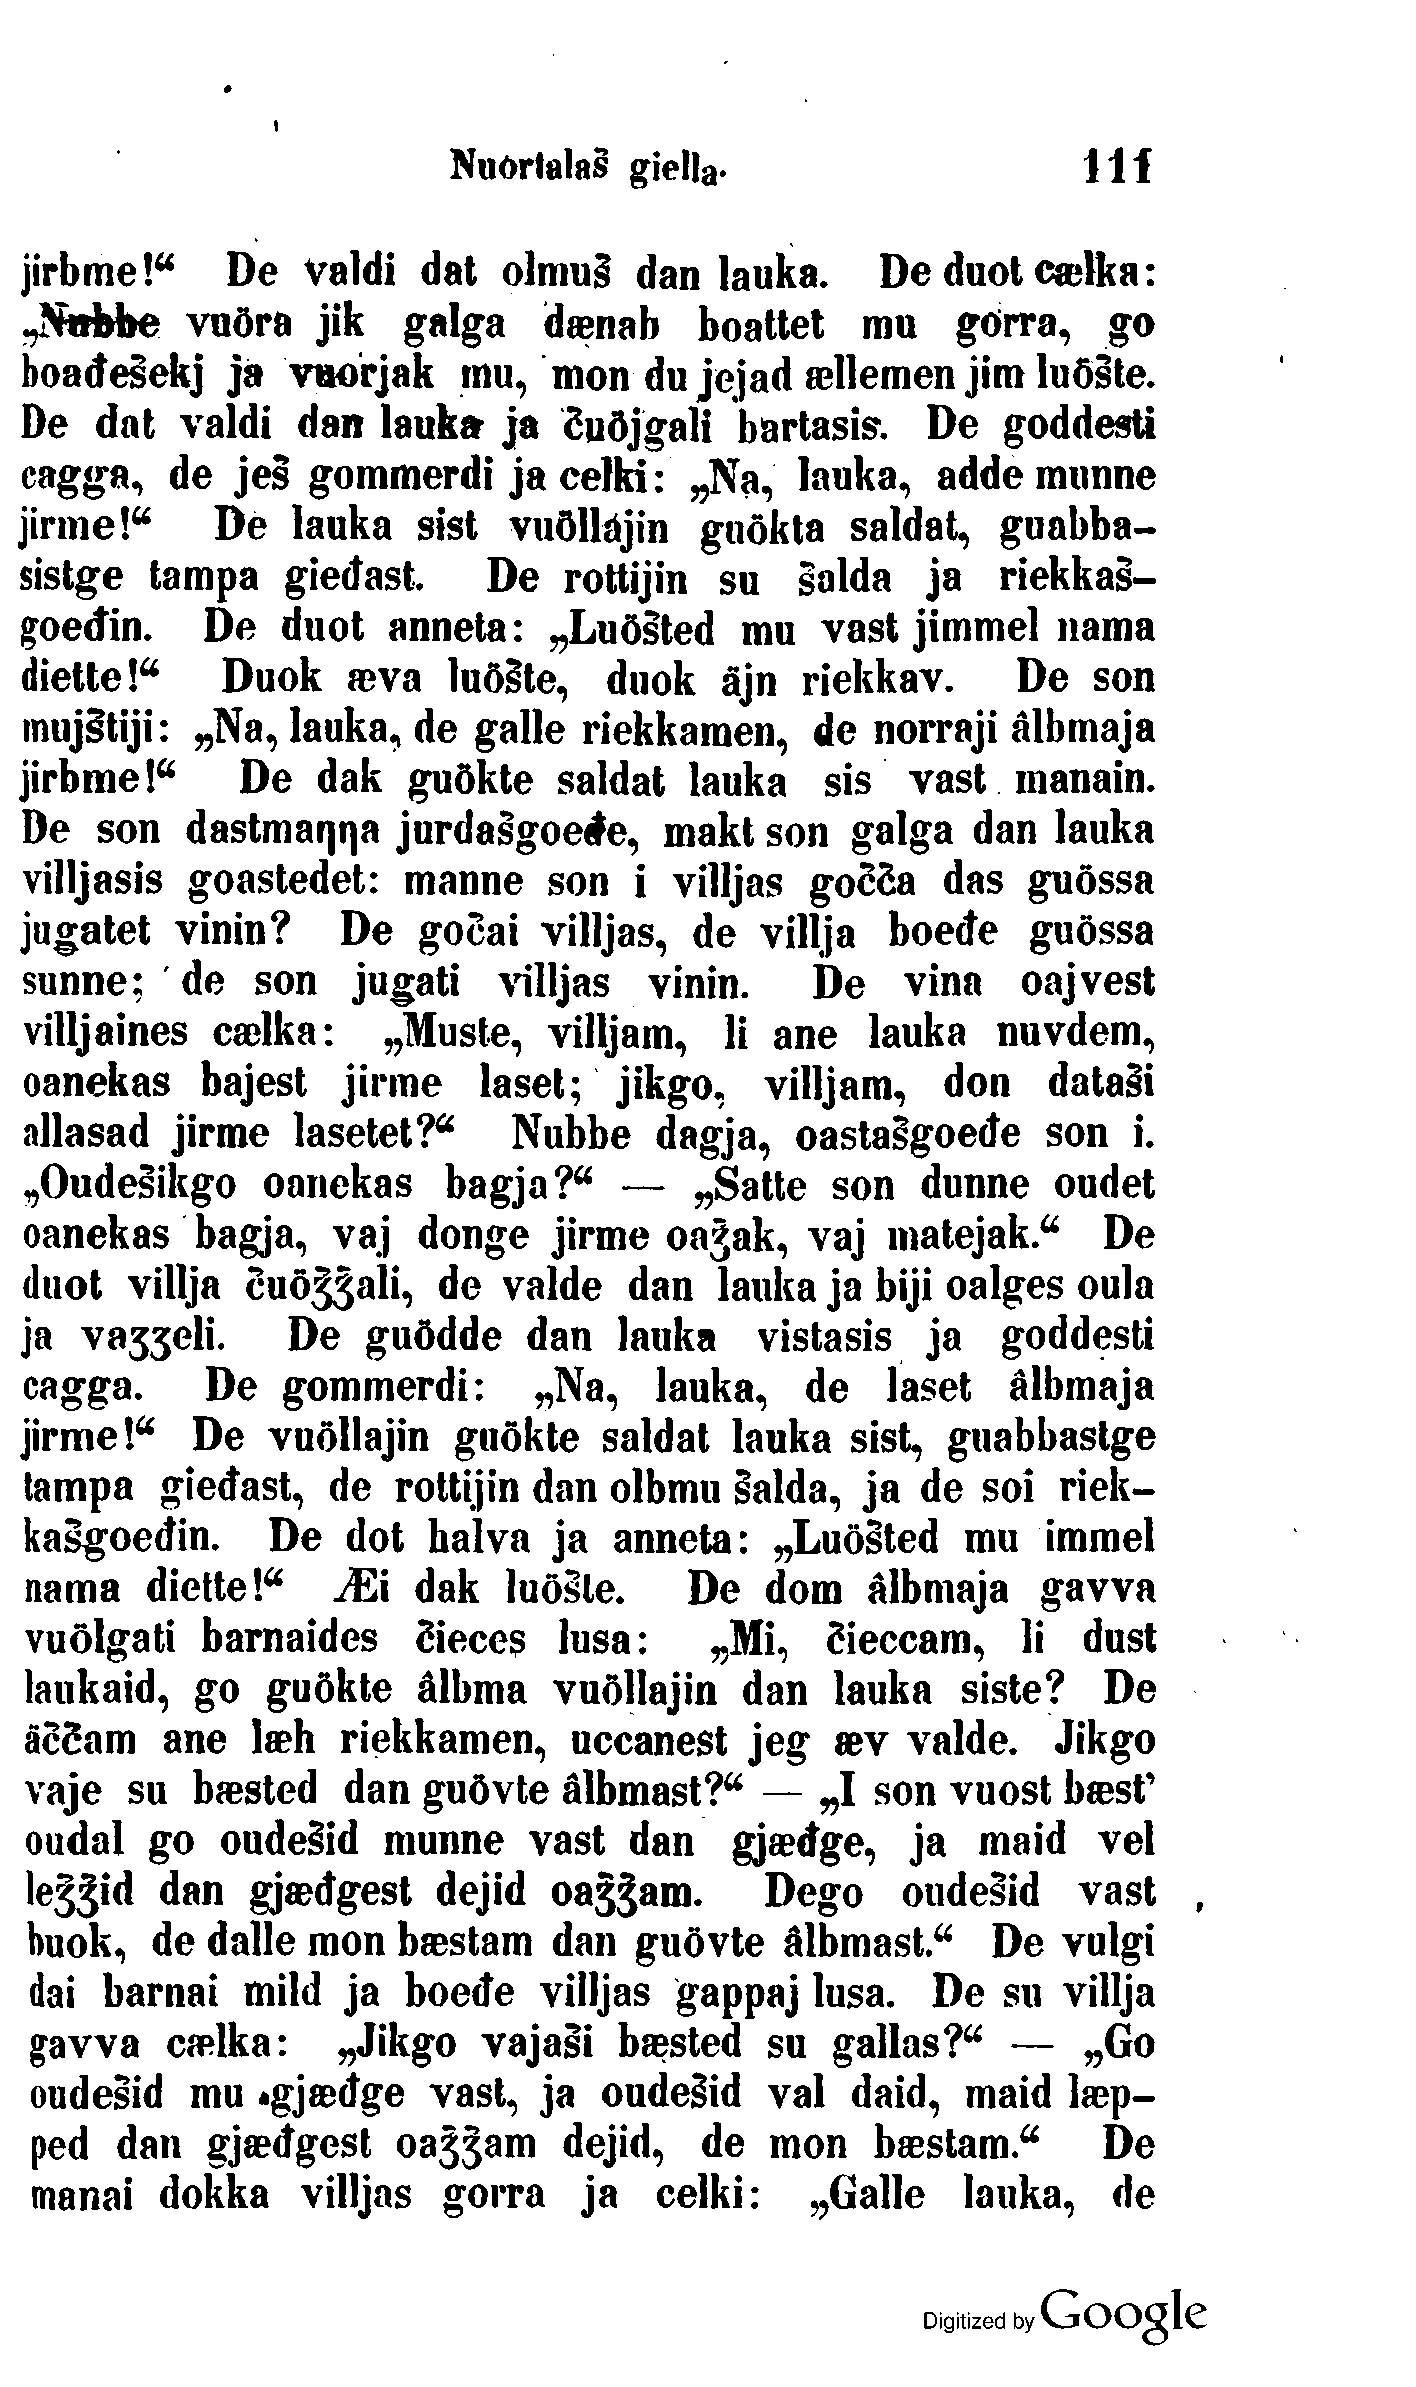 Nuortalaš giella. 111
jirbme!“ De valdi dat olmuš dan lauka. De duot cælka:
„Nubbe vuöra jik galga dænab boattet mu gorra, go
boađešekj ja vuorjak mu, mon du jejad ællemen jim luöšte.
De dat valdi dan lauka ja čuöjgali bartasis. De goddesti
cagga, de ješ gommerdi ja celki: „Na, lauka, adde munne
jirme!“ De lauka sist vuöllajin guökta saldat, guabba-
sistge tampa gieđast. De rottijin su šalda ja riekkaš-
goeđin. De duot anneta: „Luöšted mu vast jimmel nama
diette!“ Duok æva luöšte, duok äjn riekkav. De son
mujštiji: „Na, lauka, de galle riekkamen, de norraji âlbmaja
jirbme!“ De dak guökte saldat lauka sis vast manain.
De son dastmaŋŋa jurdašgoeđe, makt son galga dan lauka
villjasis goastedet: manne son i villjas gočča das guössa
jugatet vinin? De gočai villjas, de villja boeđe guössa
sunne; de son jugati villjas vinin. De vina oajvest
villjaines cælka: „Muste, villjam, li ane lauka nuvdem,
oanekas bajest jirme laset; jikgo, villjam, don dataši
allasad jirme lasetet?“ Nubbe dagja, oastašgoeđe son i.
„Oudešikgo oanekas bagja?“ — „Satte son dunne oudet
oanekas bagja, vaj donge jirme oaǯak, vaj matejak.“ De
duot villja čuöǯǯali, de valde dan lauka ja biji oalges oula
ja vaʒʒeli. De guödde dan lauka vistasis ja goddesti
cagga. De gommerdi: „Na, lauka, de laset âlbmaja
jirme!“ De vuöllajin guökte saldat lauka sist, guabbastge
tampa gieđast, de rottijin dan olbmu šalda, ja de soi riek-
kašgoeđin. De dot halva ja anneta: „Luöšted mu immel
nama diette!“ Æi dak luöšte. De dom âlbmaja gavva
vuölgati barnaides čieces lusa: „Mi, čieccam, li dust
laukaid, go guökte âlbma vuöllajin dan lauka siste? De
äččam ane læh riekkamen, uccanest jeg æv valde. Jikgo
vaje su bæsted dan guövte âlbmast?“ — „I son vuost bæst’
oudal go oudešid munne vast dan gjæđge, ja maid vel
leǯǯid dan gjæđgest dejid oaǯǯam. Dego oudešid vast
buok, de dalle mon bæstam dan guövte âlbmast.“ De vulgi
dai barnai mild ja boeđe villjas gappaj lusa. De su villja
gavva cælka: „Jikgo vajaši bæsted su gallas?“ — „Go
oudešid mu gjæđge vast, ja oudešid val daid, maid læp-
ped dan gjæđgest oaǯǯam dejid, de mon bæstam.“ De
manai dokka villjas gorra ja celki: „Galle lauka, de
Digitized by Google